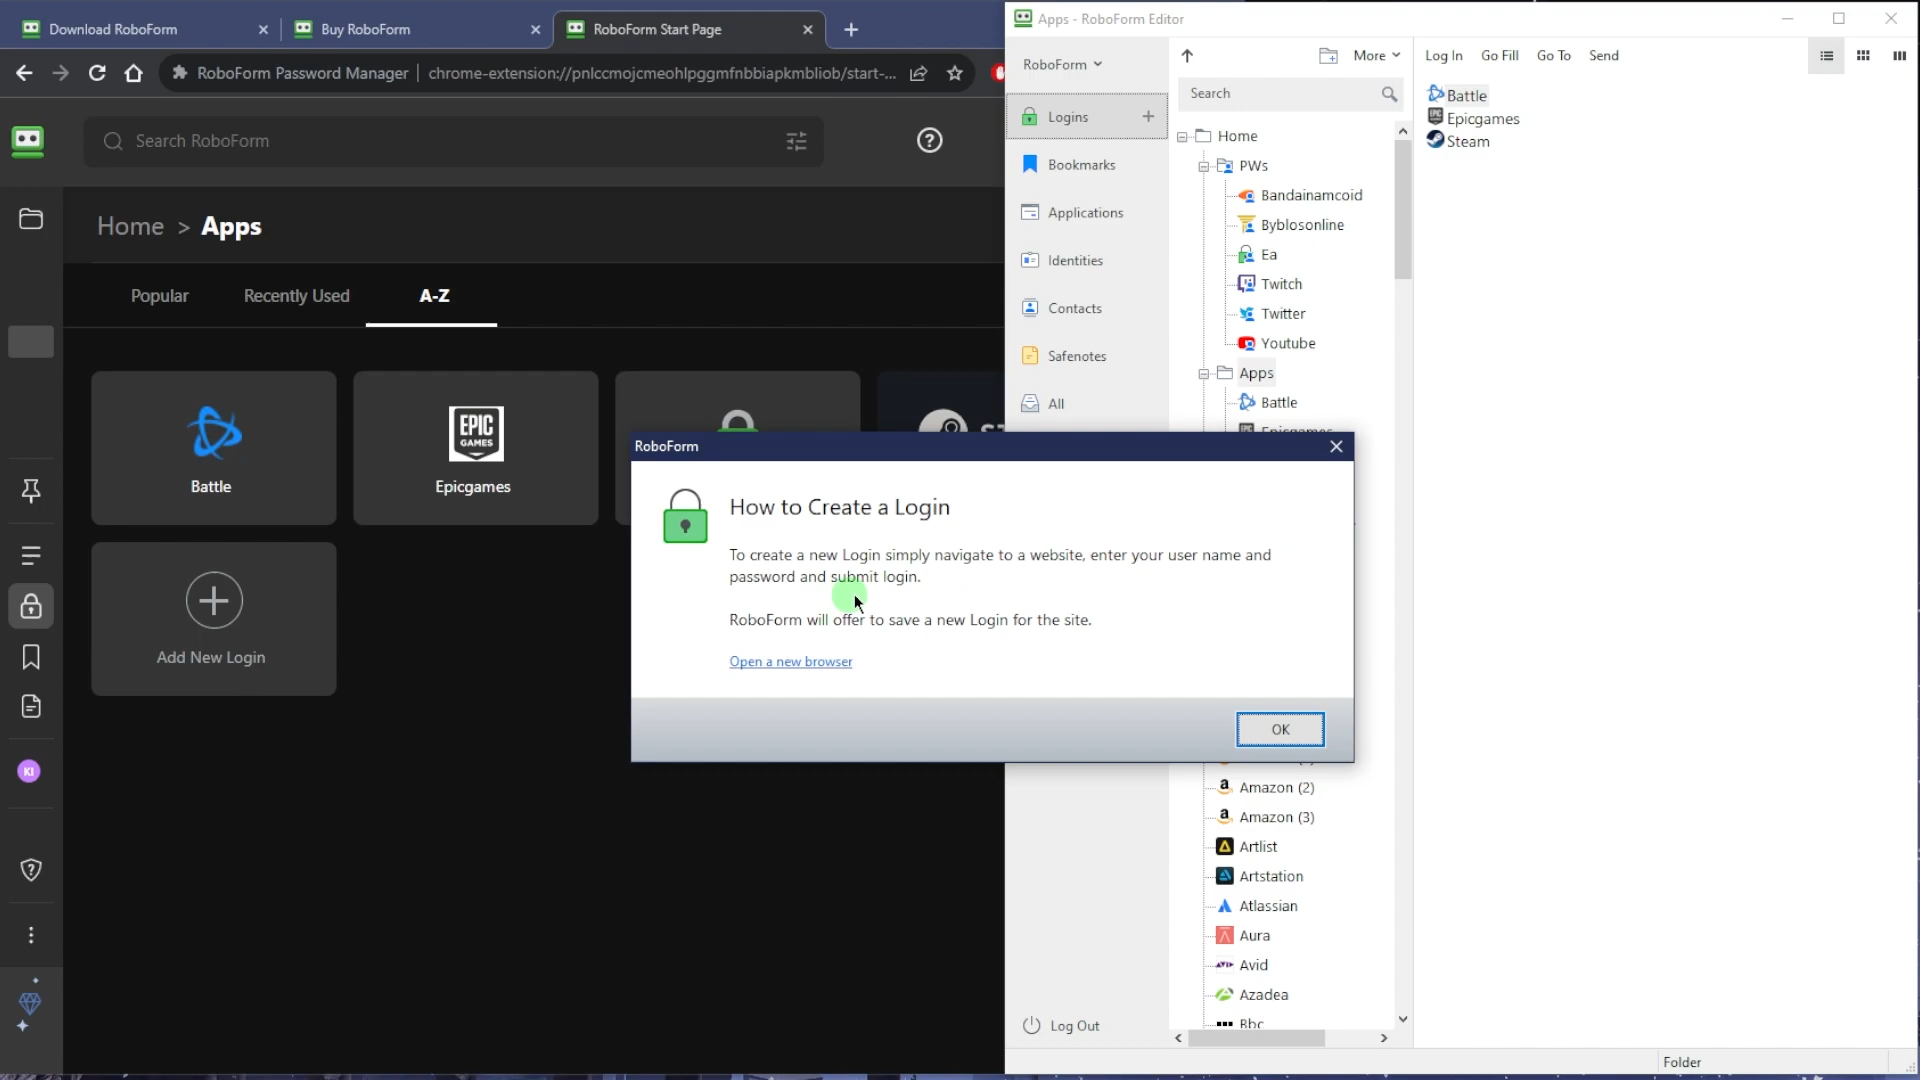 Download RoboForm
Buy RoboForm
RoboForm Start Page
RoboForm Password Manager
chrome-extension://pnlccmojcmeohlpggmfnbbiapkmbliob/start-...
Search RoboForm
Home > Apps
Popular
Recently Used
A-Z
Battle
EPIC
GAMES
Epicgames
Add New Login
KI
Apps - RoboForm Editor
RoboForm
Logins
Bookmarks
Applications
Identities
Contacts
Safenotes
All
Log Out
More
Search
Home
PWs
Bandainamcoid
Byblosonline
Ea
Twitch
Twitter
Youtube
Apps
Battle
Epicgames
Amazon (2)
Amazon (3)
Artlist
Artstation
Atlassian
Aura
Avid
Azadea
Bbc
Log In
Go Fill
Go To
Send
Battle
Epicgames
Steam
Folder
RoboForm
How to Create a Login
To create a new Login simply navigate to a website, enter your user name and
password and submit login.
RoboForm will offer to save a new Login for the site.
Open a new browser
OK